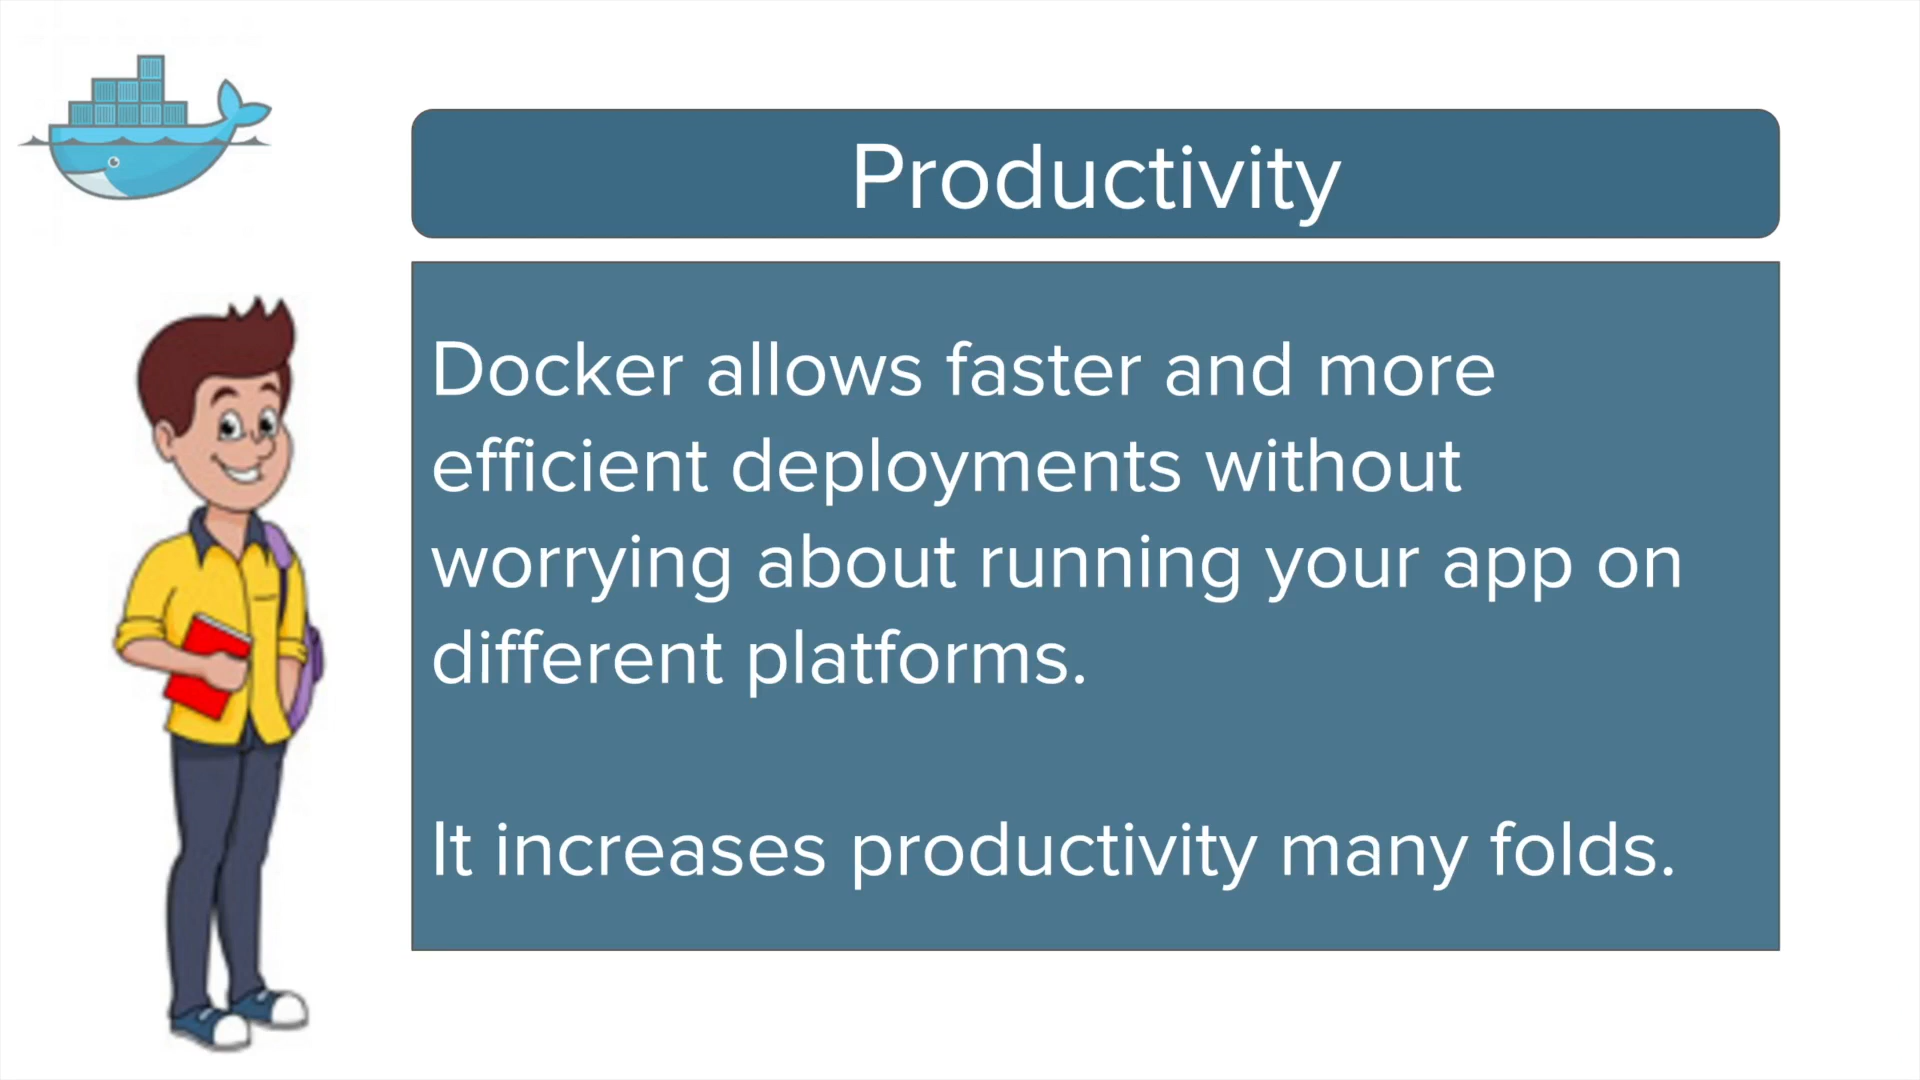 Productivity
Docker allows faster and more
efficient deployments without
worrying about running your app on
different platforms.
It increases productivity many folds.